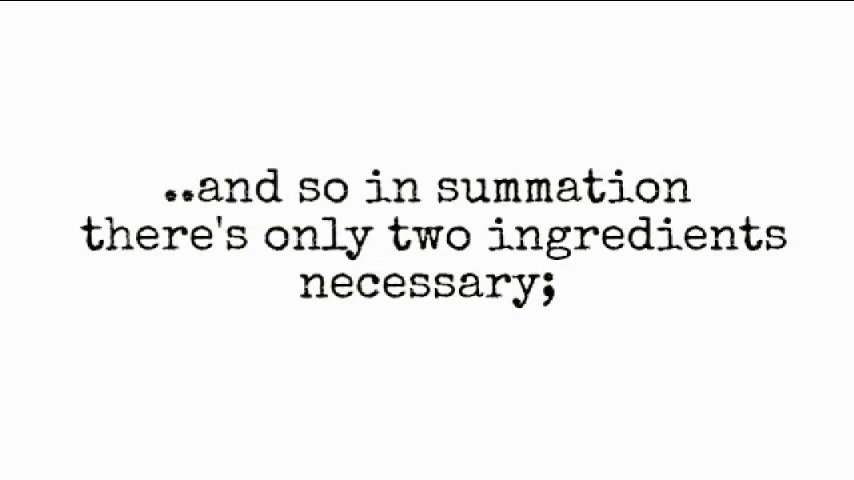 ..and so in summation
there's only two ingredients
necessary;